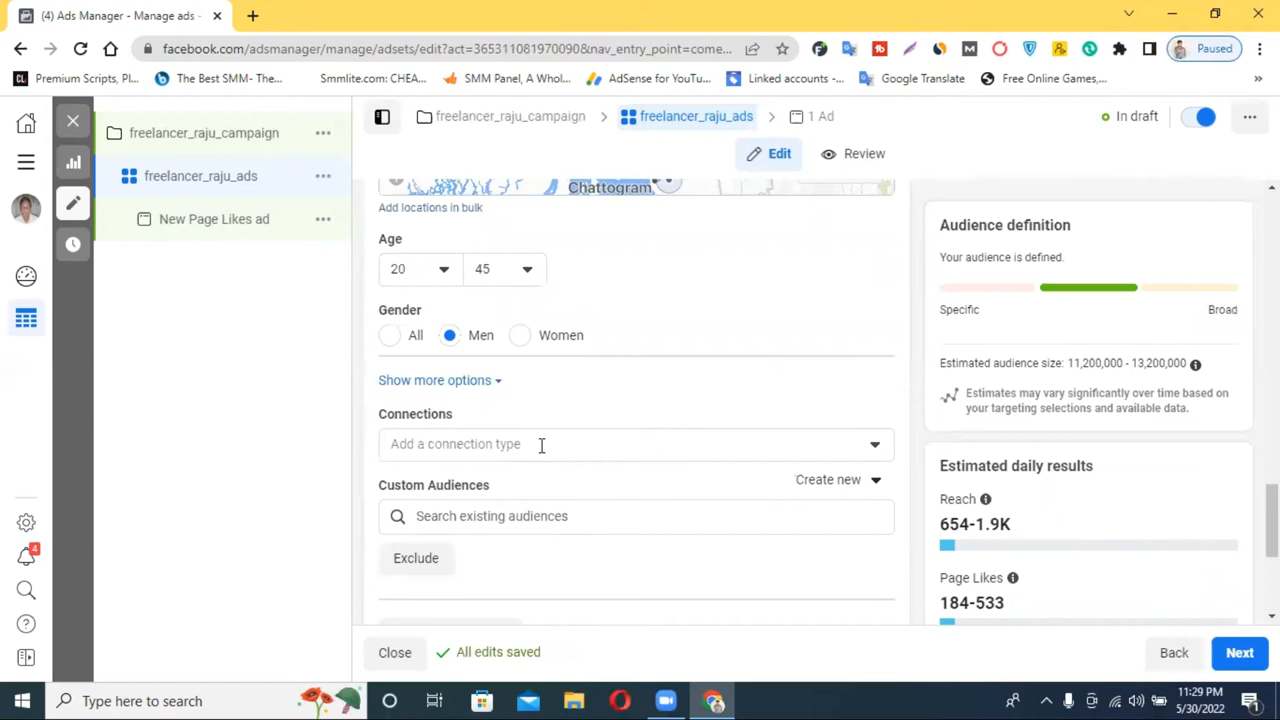 (4) Ads Manager - Manage ads -
facebook.com/adsmanager/manage/adsets/edit?act=3653110819700908&nav_entry_point=come...
Paused
Premium Scripts, Pl...
The Best SMM- The...
Smmlite.com: CHEA...
SMM Panel, A Whol...
AdSense for YouTu...
Linked accounts -...
Google Translate
Free Online Games,...
»
freelancer_raju_campaign
freelancer_raju_ads
New Page Likes ad
freelancer_raju_campaign > freelancer_raju_ads > 1 Ad
In draft
Edit
Review
Chattogram
Add locations in bulk
Age
20
45
Gender
All
Men
Women
Show more options
Connections
Add a connection type
Custom Audiences
Create new
Search existing audiences
Exclude
Audience definition
Your audience is defined.
Specific
Broad
Estimated audience size: 11,200,000 - 13,200,000
Estimates may vary significantly over time based on
your targeting selections and available data.
Estimated daily results
Reach
654-1.9K
Page Likes
184-533
4
Close
All edits saved
Back
Next
Type here to search
11:29 PM
5/30/2022
1